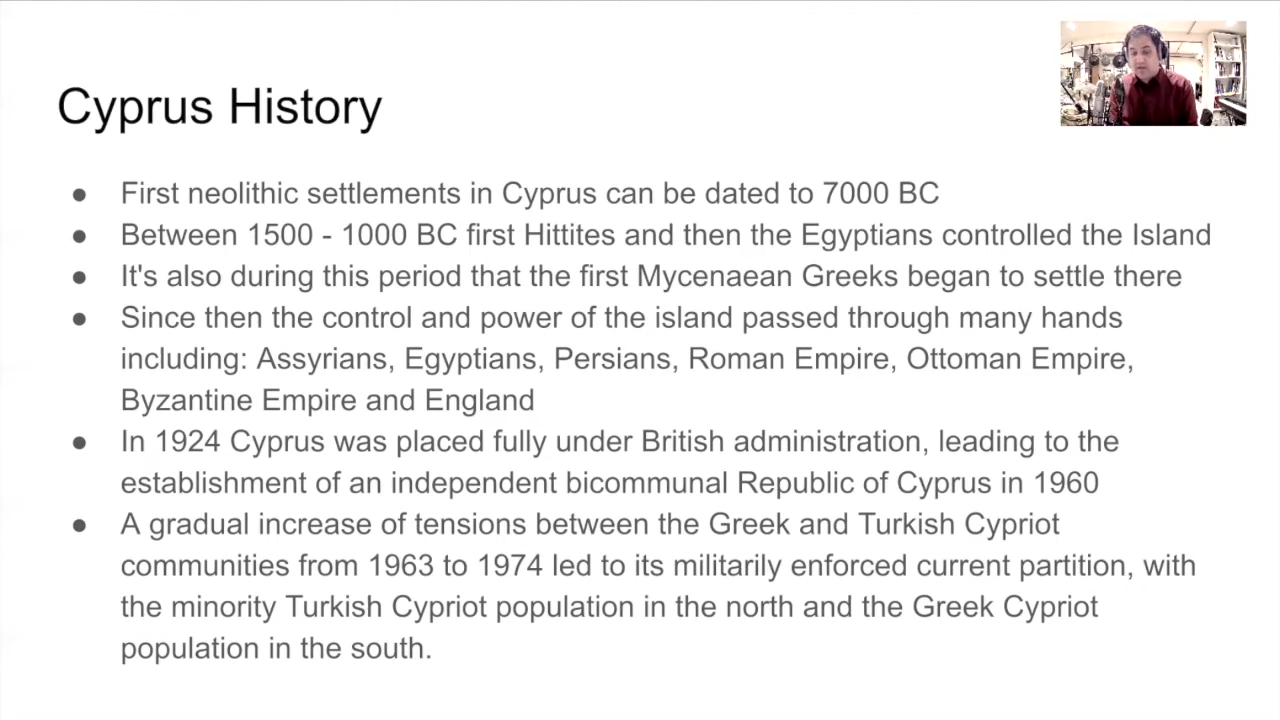 Cyprus History
● First neolithic settlements in Cyprus can be dated to 7000 BC
● Between 1500 - 1000 BC first Hittites and then the Egyptians controlled the Island
● It's also during this period that the first Mycenaean Greeks began to settle there
● Since then the control and power of the island passed through many hands
including: Assyrians, Egyptians, Persians, Roman Empire, Ottoman Empire,
Byzantine Empire and England
● In 1924 Cyprus was placed fully under British administration, leading to the
establishment of an independent bicommunal Republic of Cyprus in 1960
● A gradual increase of tensions between the Greek and Turkish Cypriot
communities from 1963 to 1974 led to its militarily enforced current partition, with
the minority Turkish Cypriot population in the north and the Greek Cypriot
population in the south.